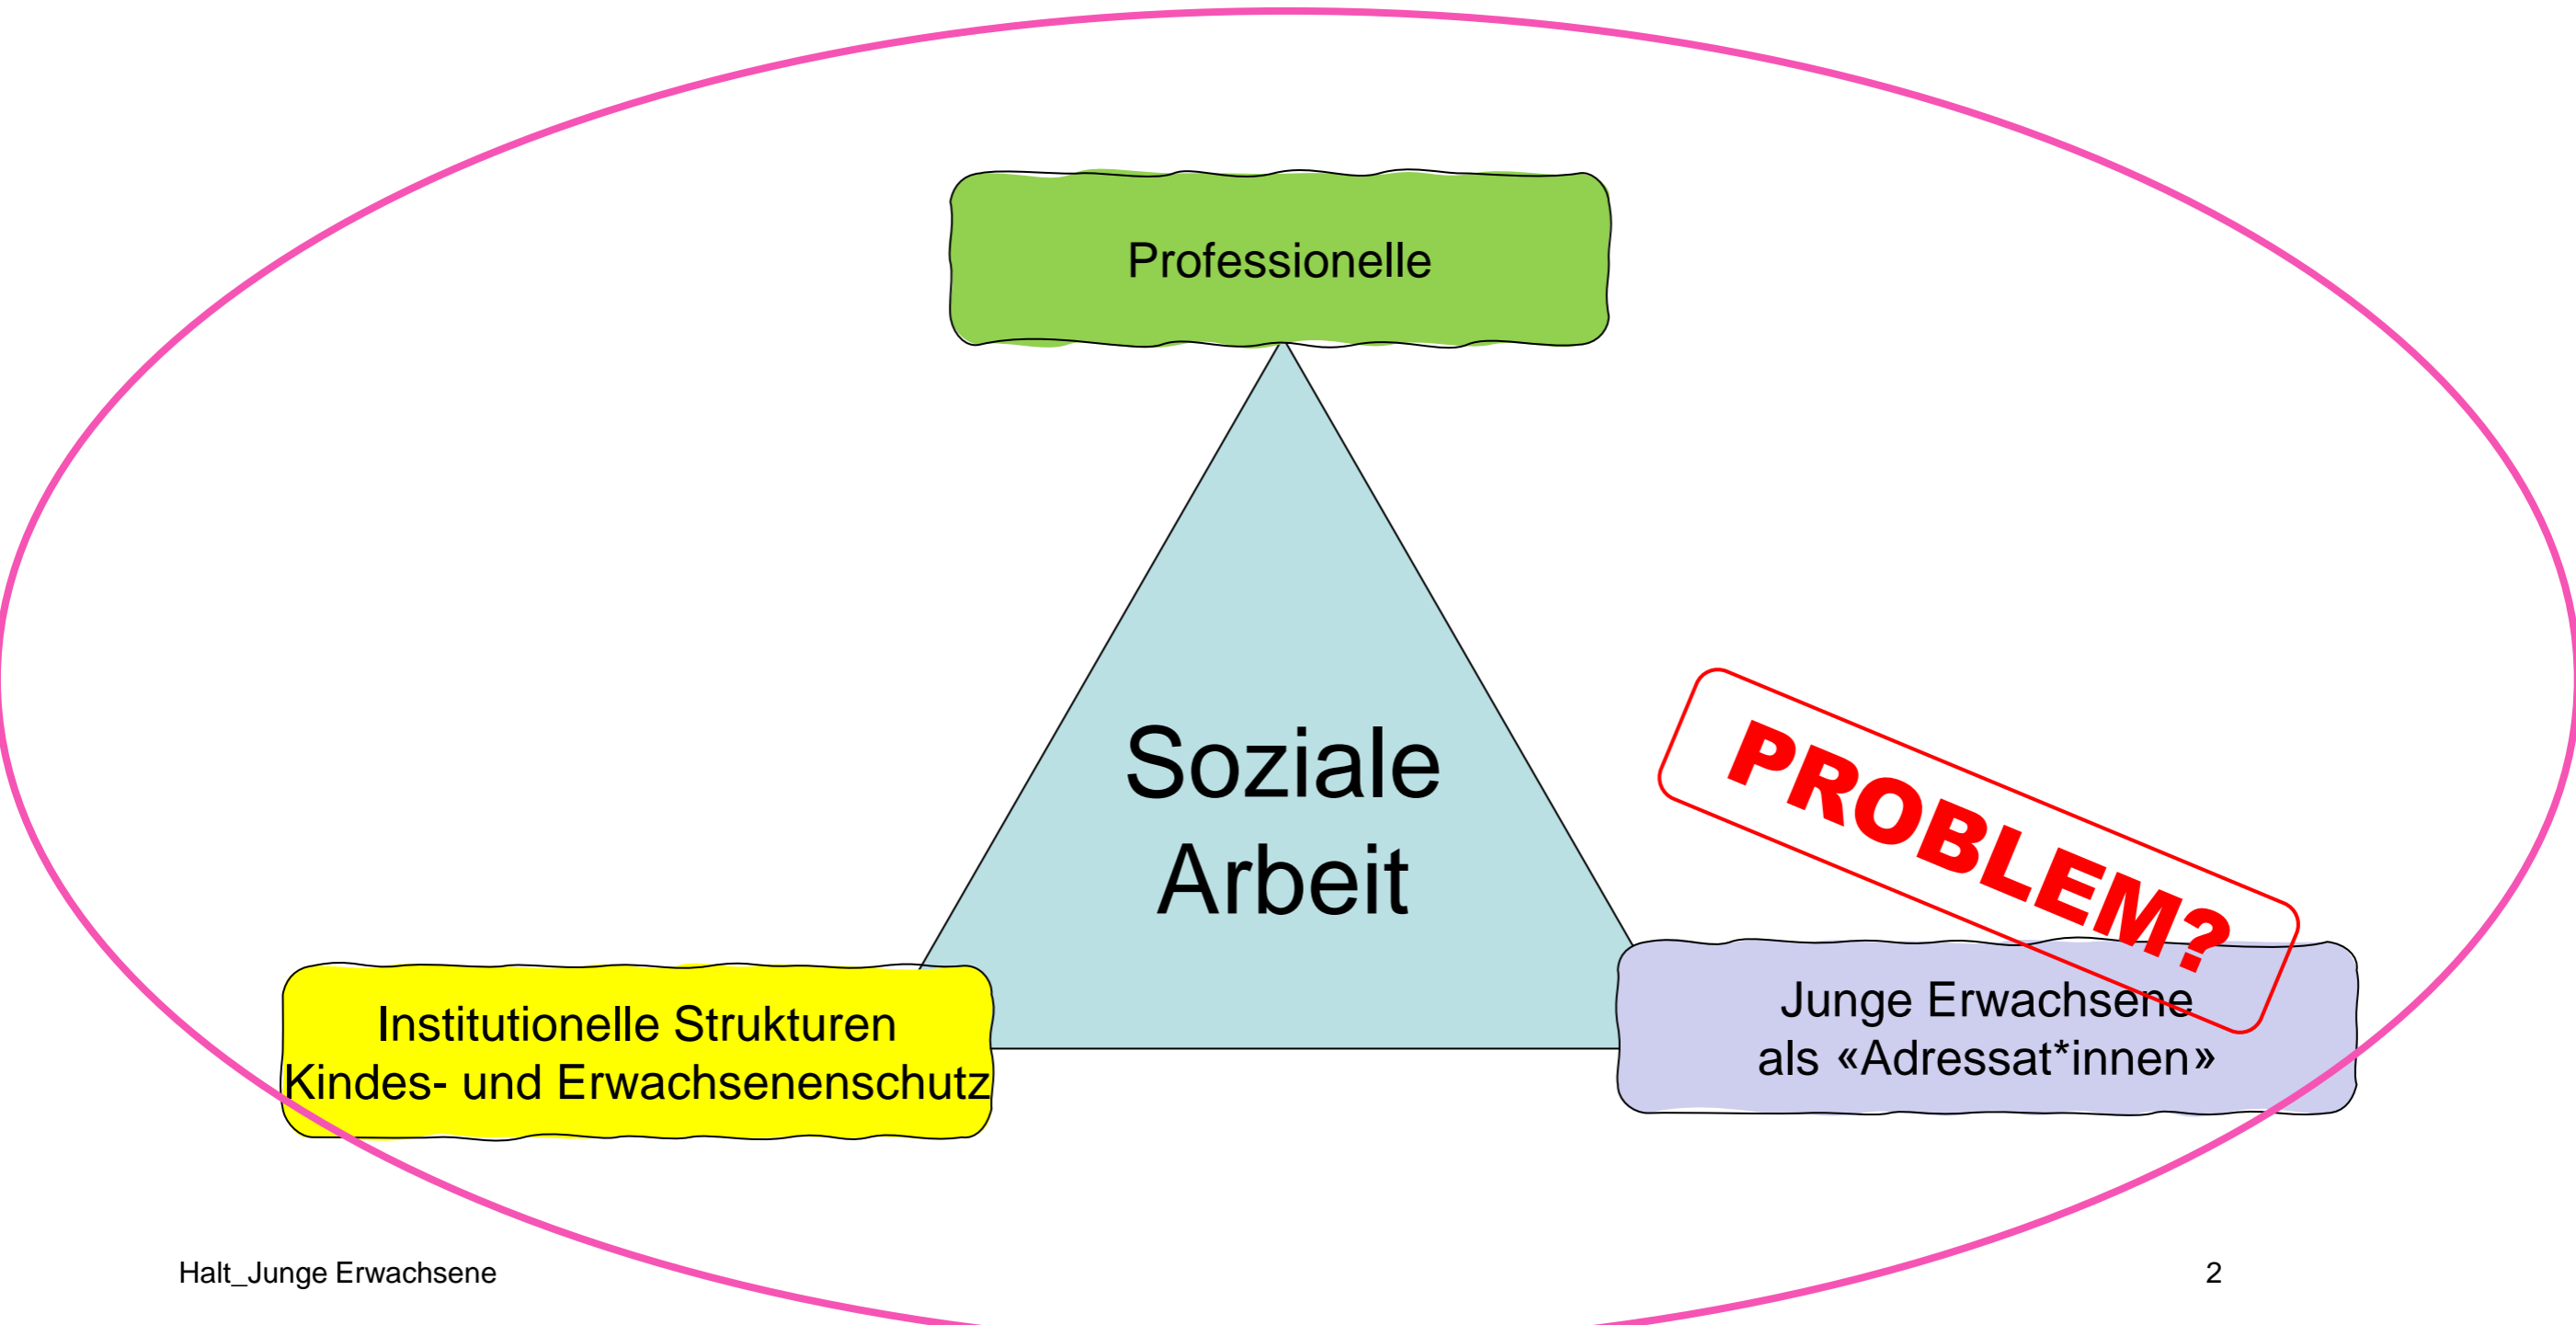 Professionelle
Soziale
Arbeit
PROBLEM?
Institutionelle Strukturen
Kindes- und Erwachsenenschutz
Junge Erwachsene
als «Adressat*innen»
Halt_Junge Erwachsene
2